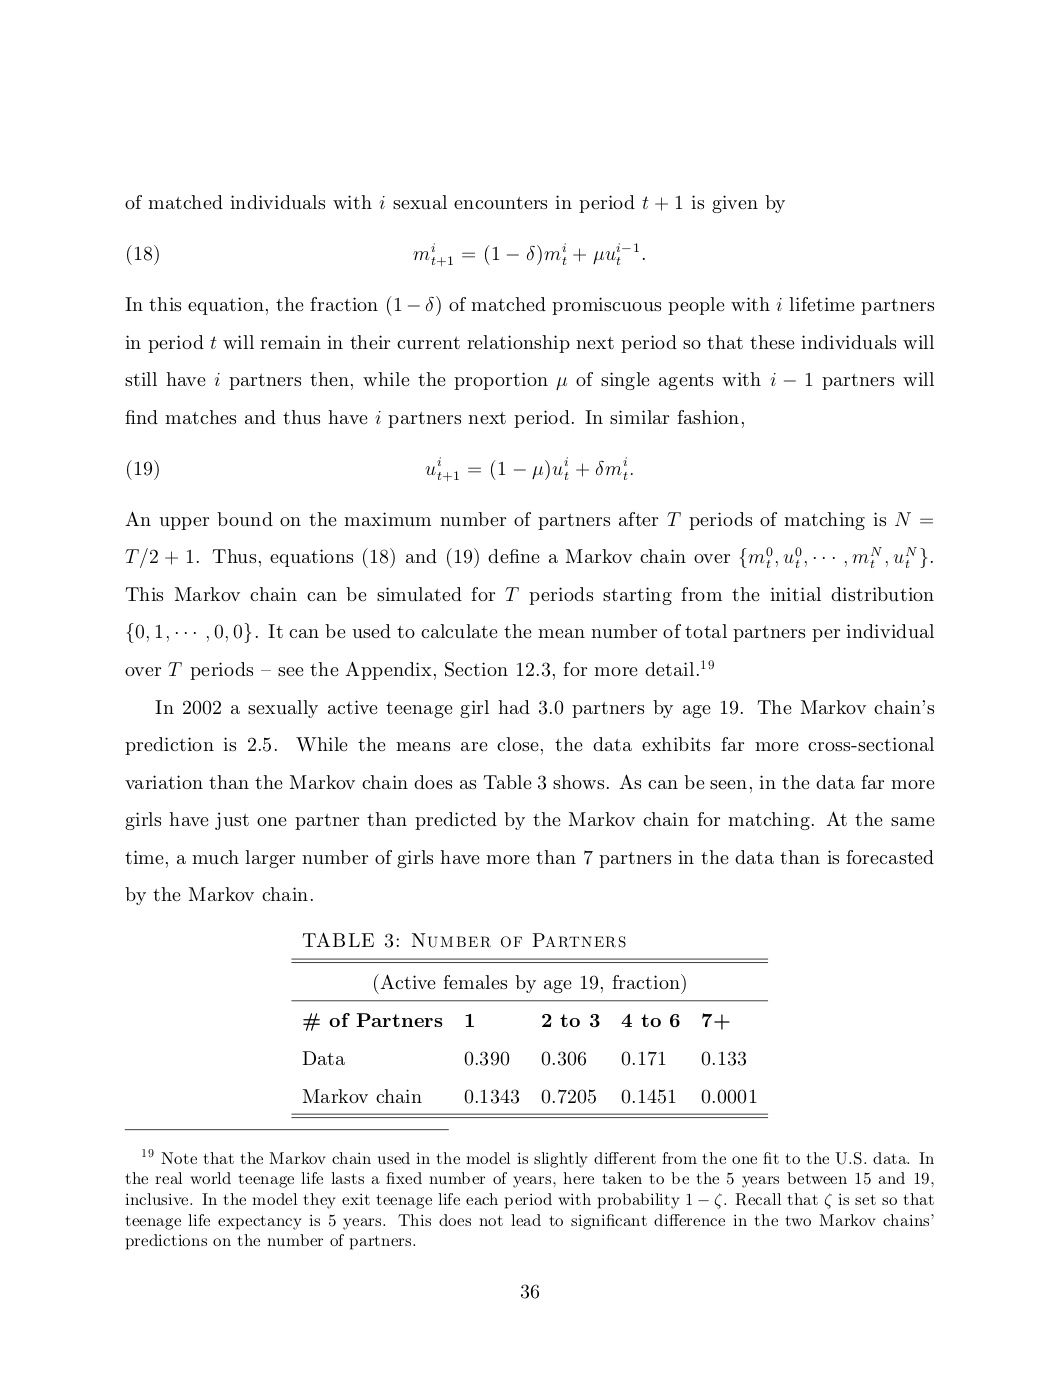 of matched individuals with i sexual encounters in period t + 1 is given by
(18) m^i_{t+1} = (1 − δ)m^i_t + μu^{i−1}_t.
In this equation, the fraction (1 − δ) of matched promiscuous people with i lifetime partners
in period t will remain in their current relationship next period so that these individuals will
still have i partners then, while the proportion μ of single agents with i − 1 partners will
find matches and thus have i partners next period. In similar fashion,
(19) u^i_{t+1} = (1 − μ)u^i_t + δm^i_t.
An upper bound on the maximum number of partners after T periods of matching is N =
T/2 + 1. Thus, equations (18) and (19) define a Markov chain over {m^0_t, u^0_t, · · · , m^N_t, u^N_t}.
This Markov chain can be simulated for T periods starting from the initial distribution
{0, 1, · · · , 0, 0}. It can be used to calculate the mean number of total partners per individual
over T periods – see the Appendix, Section 12.3, for more detail.^19
In 2002 a sexually active teenage girl had 3.0 partners by age 19. The Markov chain's
prediction is 2.5. While the means are close, the data exhibits far more cross-sectional
variation than the Markov chain does as Table 3 shows. As can be seen, in the data far more
girls have just one partner than predicted by the Markov chain for matching. At the same
time, a much larger number of girls have more than 7 partners in the data than is forecasted
by the Markov chain.
TABLE 3: Number of Partners
(Active females by age 19, fraction)
# of Partners 1 2 to 3 4 to 6 7+
Data 0.390 0.306 0.171 0.133
Markov chain 0.1343 0.7205 0.1451 0.0001
^19 Note that the Markov chain used in the model is slightly different from the one fit to the U.S. data. In
the real world teenage life lasts a fixed number of years, here taken to be the 5 years between 15 and 19,
inclusive. In the model they exit teenage life each period with probability 1 − ζ. Recall that ζ is set so that
teenage life expectancy is 5 years. This does not lead to significant difference in the two Markov chains'
predictions on the number of partners.
36